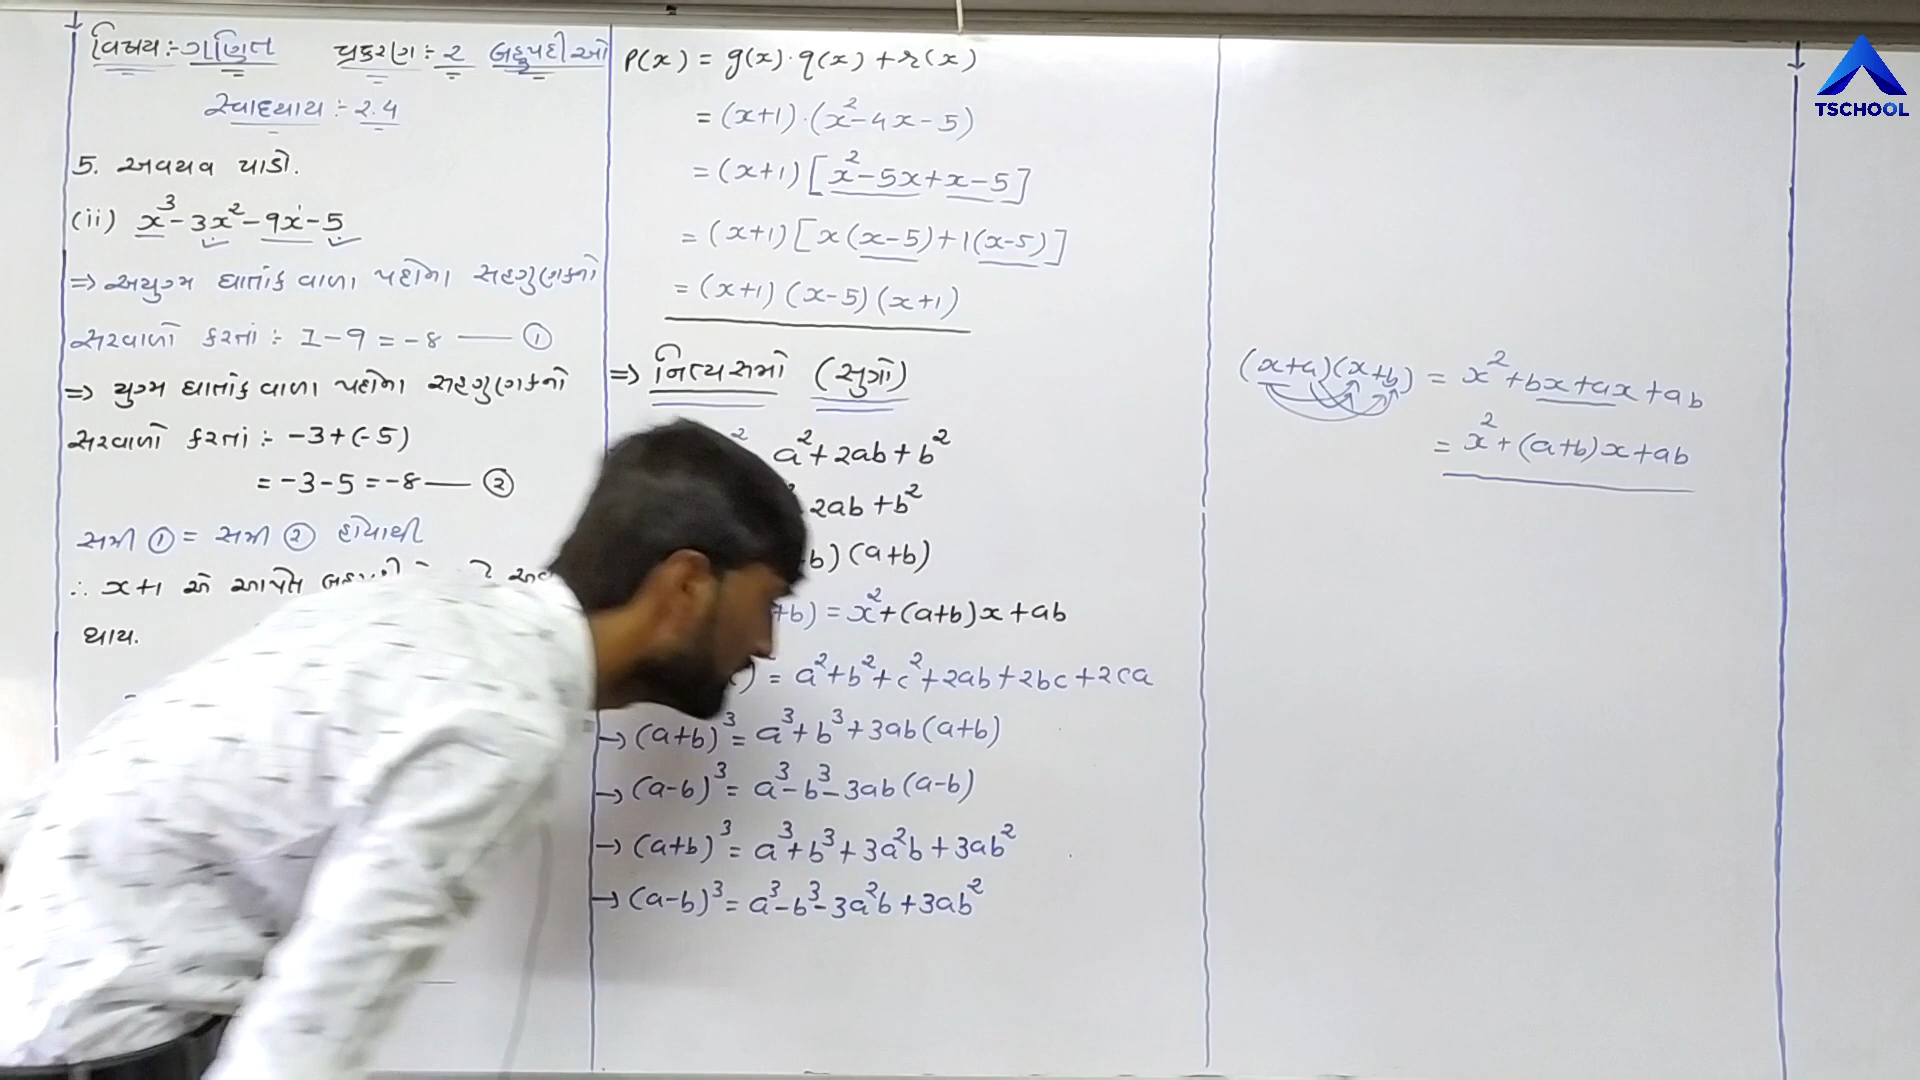 વિષય:- ગણિત પ્રકરણ:- ૨ બહુપદીઓ
સ્વાધ્યાય:- ૨.૪
5. અવયવ પાડો.
(ii) x³-3x²-9x-5
⇒ અયુગ્મ ઘાતાંક વાળા પદોના સહગુણકનો
સરવાળો કરતાં:- 1-9=-8 — ①
⇒ યુગ્મ ઘાતાંક વાળા પદોના સહગુણકનો
સરવાળો કરતાં:- -3+(-5)
= -3-5 = -8 — ②
સમી ① = સમી ② હોવાથી
∴ x+1 એ આપેલ
થાય.
P(x) = g(x)·q(x)+r(x)
= (x+1)·(x²-4x-5)
= (x+1)[x²-5x+x-5]
= (x+1)[x(x-5)+1(x-5)]
= (x+1)(x-5)(x+1)
⇒ નિત્યસમો (સુત્રો)
² a²+2ab+b²
2ab+b²
b)(a+b)
+b) = x²+(a+b)x+ab
) = a²+b²+c²+2ab+2bc+2ca
→ (a+b)³ = a³+b³+3ab(a+b)
→ (a-b)³ = a³-b³-3ab(a-b)
→ (a+b)³ = a³+b³+3a²b+3ab²
→ (a-b)³ = a³-b³-3a²b+3ab²
(x+a)(x+b) = x²+bx+ax+ab
= x²+(a+b)x+ab
TSCHOOL